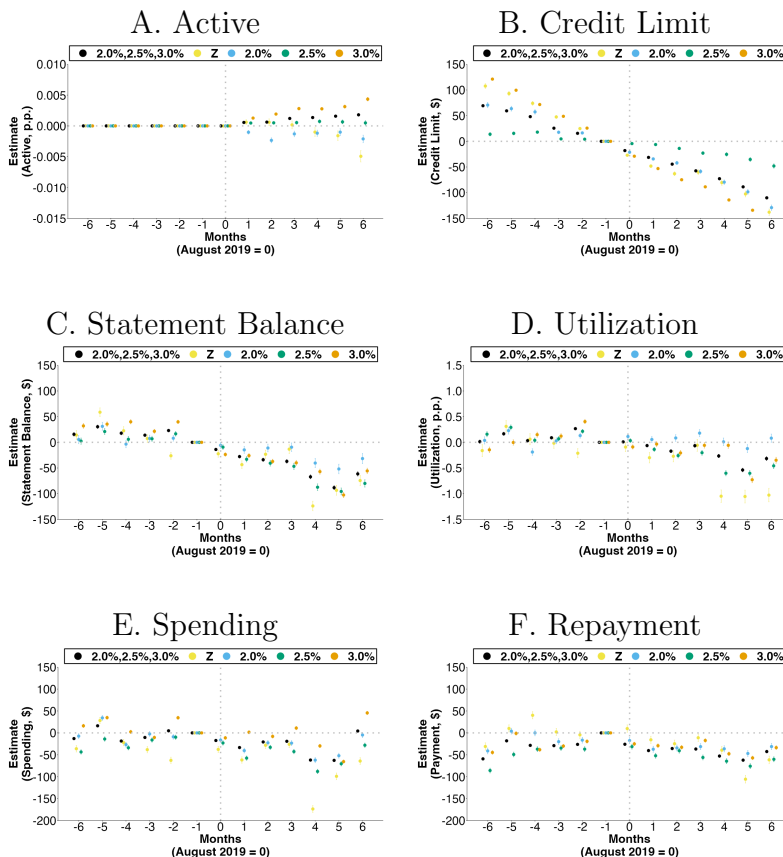 A. Active
2.0%,2.5%,3.0% Z 2.0% 2.5% 3.0%
0.010
0.005
0.000
-0.005
-0.010
-0.015
Estimate
(Active, p.p.)
-6 -5 -4 -3 -2 -1 0 1 2 3 4 5 6
Months
(August 2019 = 0)
B. Credit Limit
2.0%,2.5%,3.0% Z 2.0% 2.5% 3.0%
150
100
50
0
-50
-100
-150
Estimate
(Credit Limit, $)
-6 -5 -4 -3 -2 -1 0 1 2 3 4 5 6
Months
(August 2019 = 0)
C. Statement Balance
2.0%,2.5%,3.0% Z 2.0% 2.5% 3.0%
150
100
50
0
-50
-100
-150
Estimate
(Statement Balance, $)
-6 -5 -4 -3 -2 -1 0 1 2 3 4 5 6
Months
(August 2019 = 0)
D. Utilization
2.0%,2.5%,3.0% Z 2.0% 2.5% 3.0%
1.5
1.0
0.5
0.0
-0.5
-1.0
-1.5
Estimate
(Utilization, p.p.)
-6 -5 -4 -3 -2 -1 0 1 2 3 4 5 6
Months
(August 2019 = 0)
E. Spending
2.0%,2.5%,3.0% Z 2.0% 2.5% 3.0%
150
100
50
0
-50
-100
-150
-200
Estimate
(Spending, $)
-6 -5 -4 -3 -2 -1 0 1 2 3 4 5 6
Months
(August 2019 = 0)
F. Repayment
2.0%,2.5%,3.0% Z 2.0% 2.5% 3.0%
150
100
50
0
-50
-100
-150
-200
Estimate
(Payment, $)
-6 -5 -4 -3 -2 -1 0 1 2 3 4 5 6
Months
(August 2019 = 0)